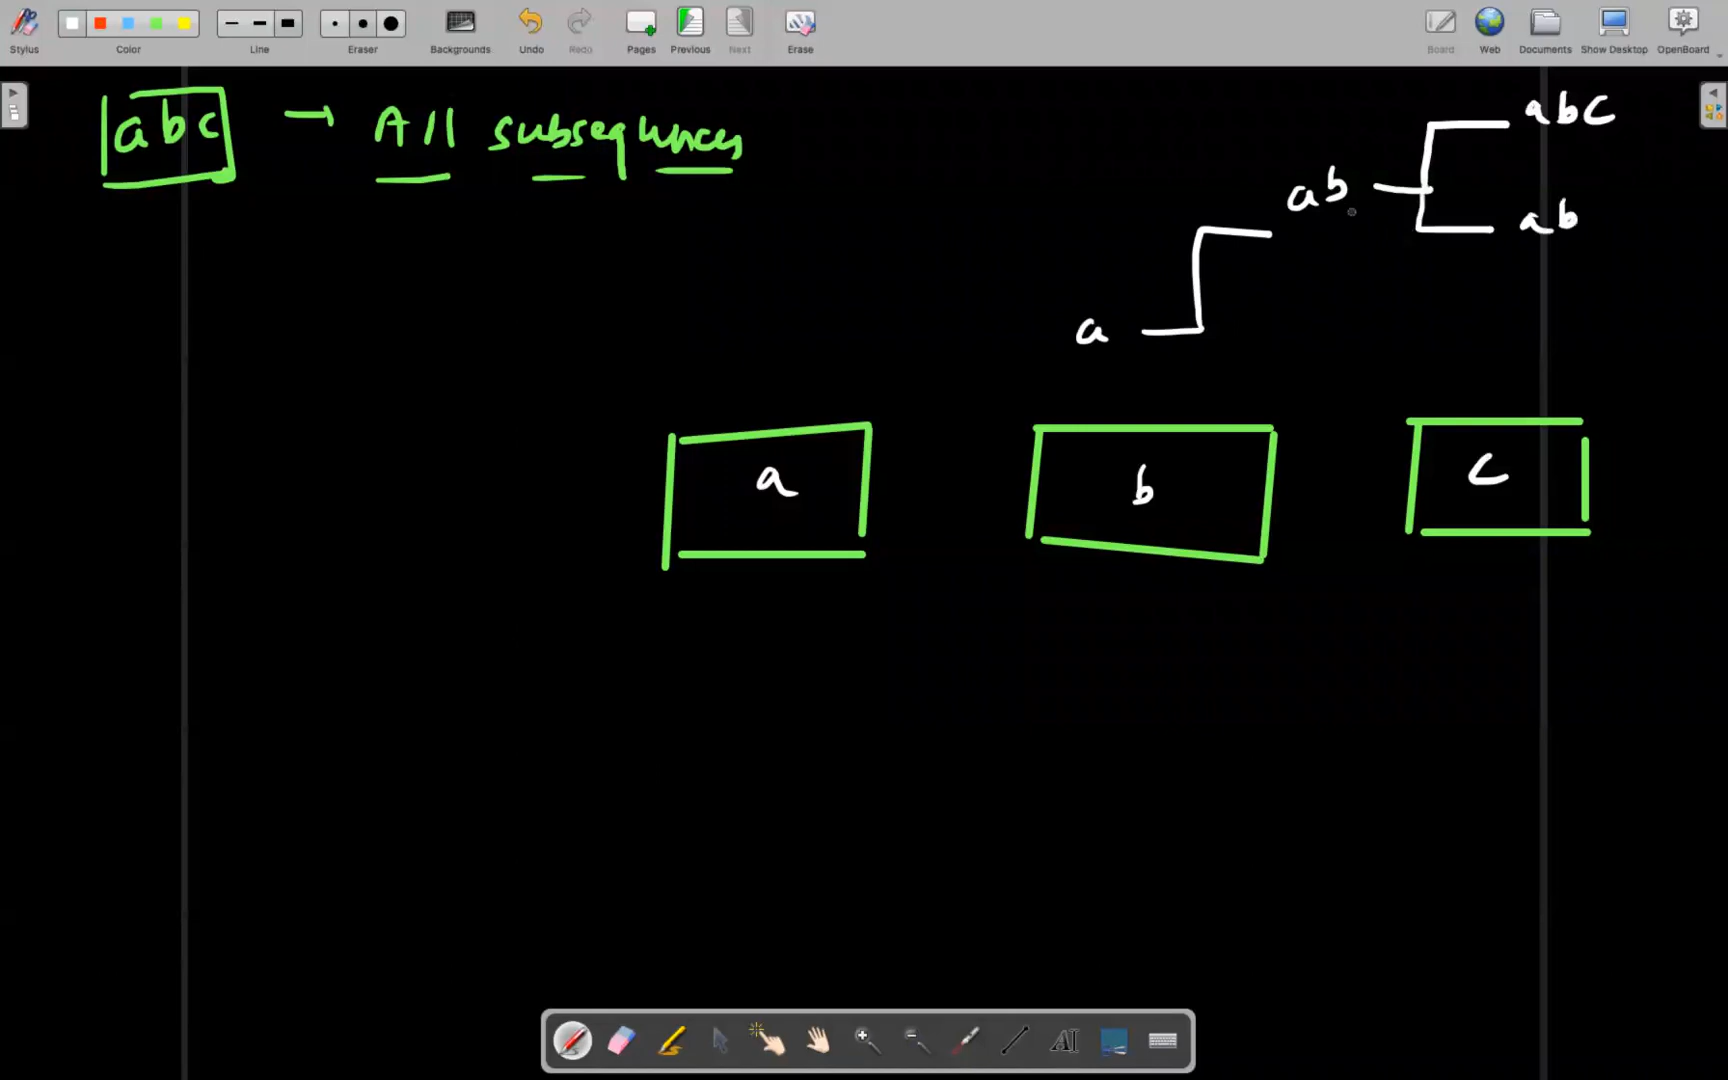 Stylus Color Line Eraser Backgrounds Undo Redo Pages Previous Next Erase Board Web Documents Show Desktop OpenBoard
abc → All subsequences
abc
ab
ab
a
a b c
AI